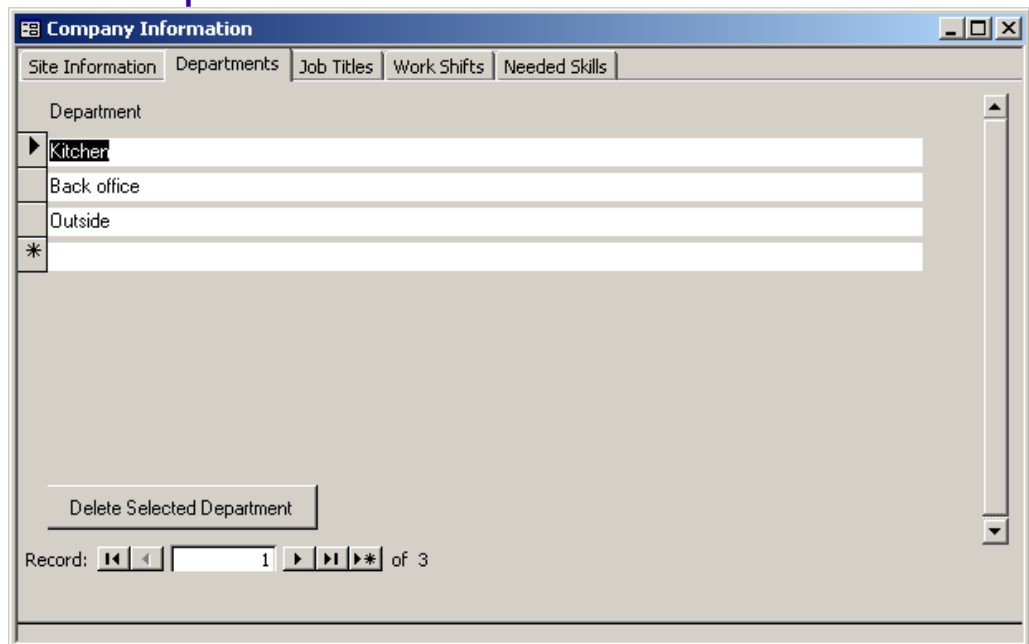 Company Information
Site Information Departments Job Titles Work Shifts Needed Skills
Department
Kitchen
Back office
Outside
*
Delete Selected Department
Record: 1 of 3